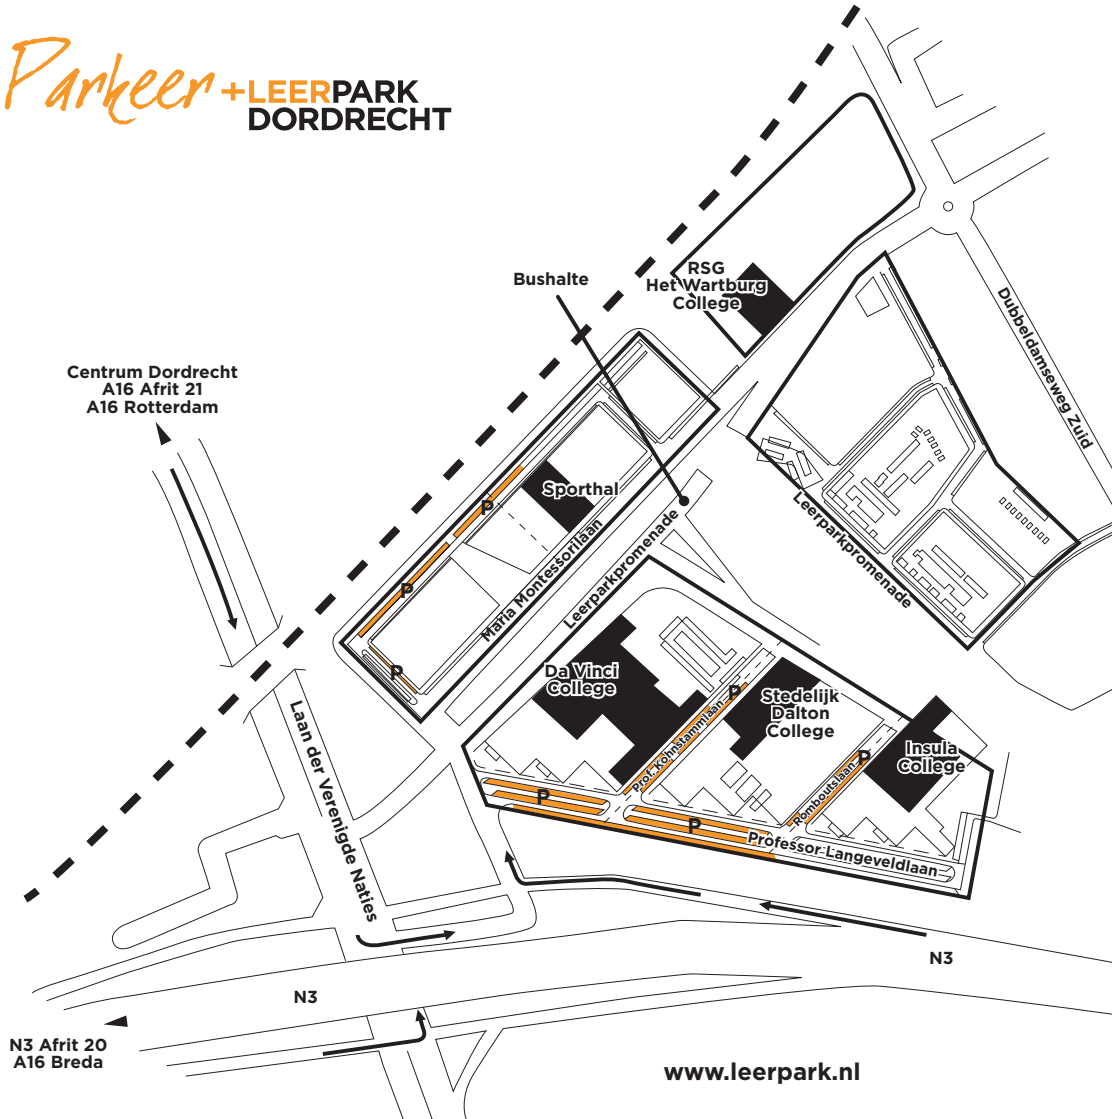 Parkeer +LEERPARK
DORDRECHT
RSG
Het Wartburg
College
Bushalte
Dubbeldamseweg Zuid
Centrum Dordrecht
A16 Afrit 21
A16 Rotterdam
Sporthal
P
P
P
Maria Montessorilaan
Leerparkpromenade
Leerparkpromenade
Da Vinci
College
P
Stedelijk
Dalton
College
Prof. Kohnstammlaan
Insula
College
P
Romboutslaan
P
P
Professor Langeveldlaan
Laan der Verenigde Naties
N3
N3
N3 Afrit 20
A16 Breda
www.leerpark.nl